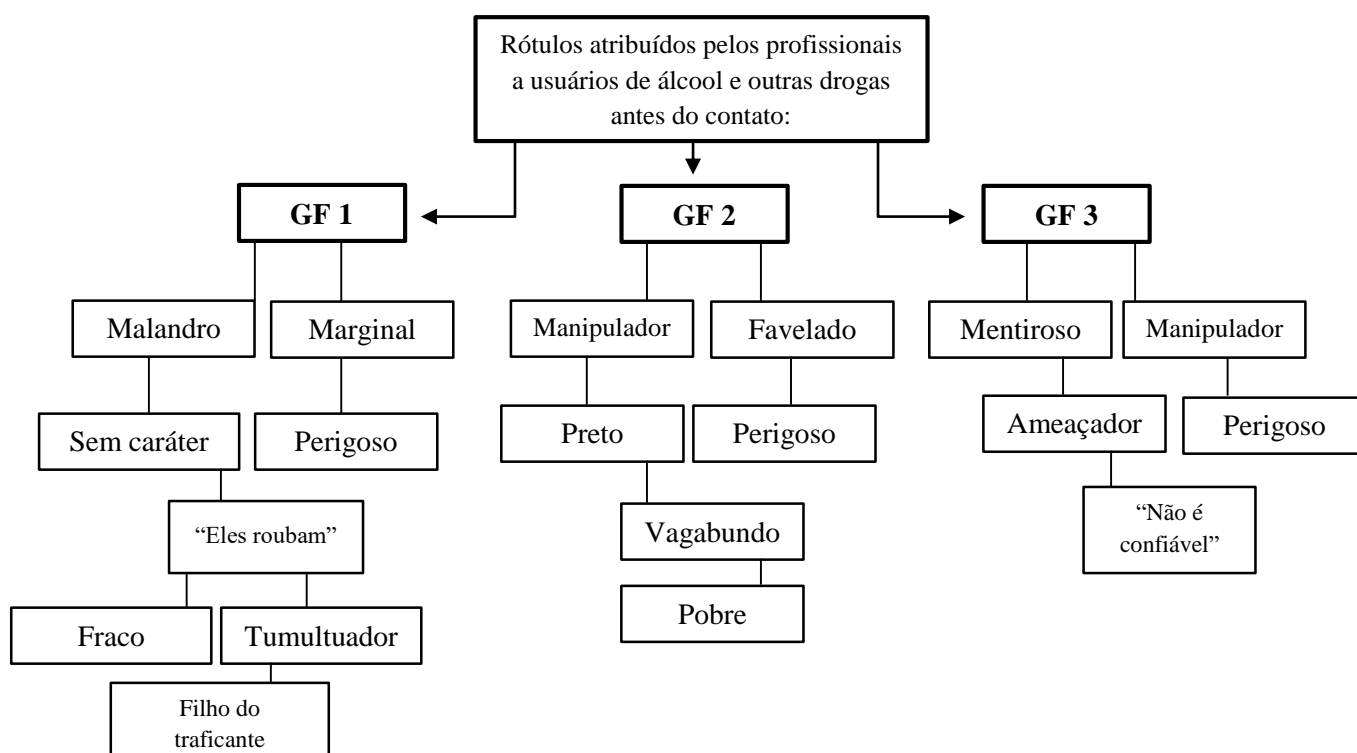 Rótulos atribuídos pelos profissionais
a usuários de álcool e outras drogas
antes do contato:
GF 1
GF 2
GF 3
Malandro
Marginal
Manipulador
Favelado
Mentiroso
Manipulador
Sem caráter
Perigoso
Preto
Perigoso
Ameaçador
Perigoso
“Eles roubam”
Vagabundo
“Não é
confiável”
Fraco
Tumultuador
Pobre
Filho do
traficante